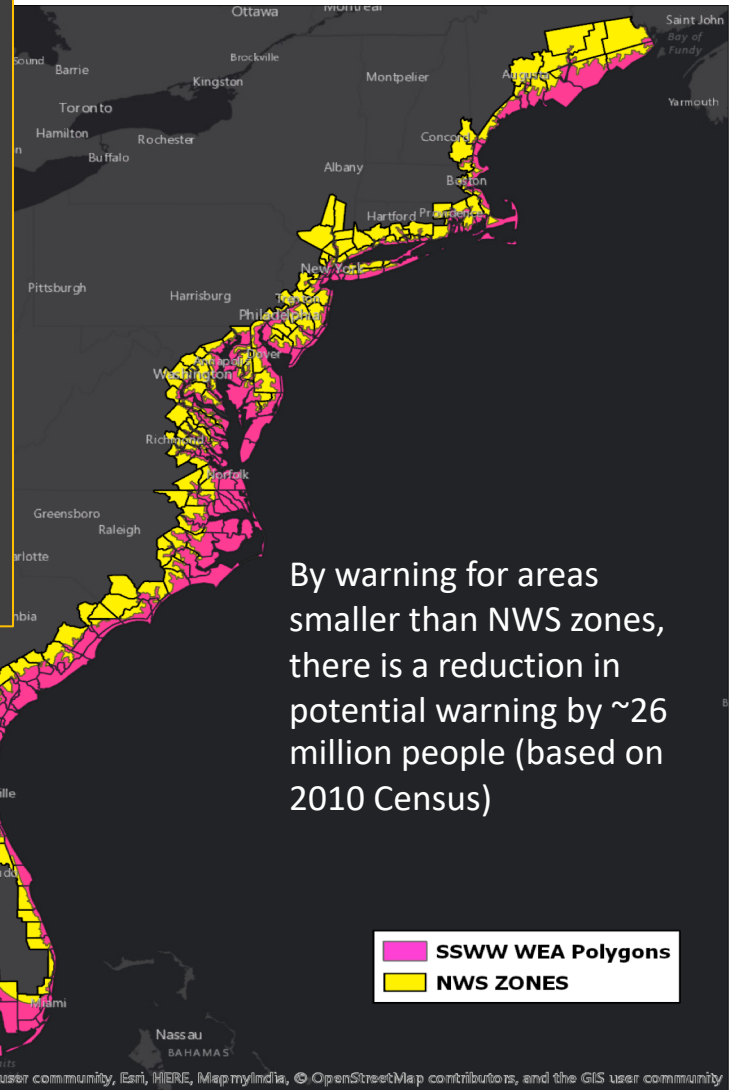 Ottawa
Montreal
Saint John
Bay of
Fundy
Sound
Barrie
Brockville
Kingston
Montpelier
Augusta
Toronto
Yarmouth
Hamilton
Rochester
Concord
Buffalo
Albany
Boston
Hartford
Providence
New York
Pittsburgh
Harrisburg
Trenton
Philadelphia
Dover
Annapolis
Washington
Richmond
Norfolk
Greensboro
Raleigh
arlotte
mbia
By warning for areas
smaller than NWS zones,
there is a reduction in
potential warning by ~26
million people (based on
2010 Census)
ville
SSWW WEA Polygons
NWS ZONES
Miami
Nassau
BAHAMAS
user community, Esri, HERE, MapmyIndia, © OpenStreetMap contributors, and the GIS user community